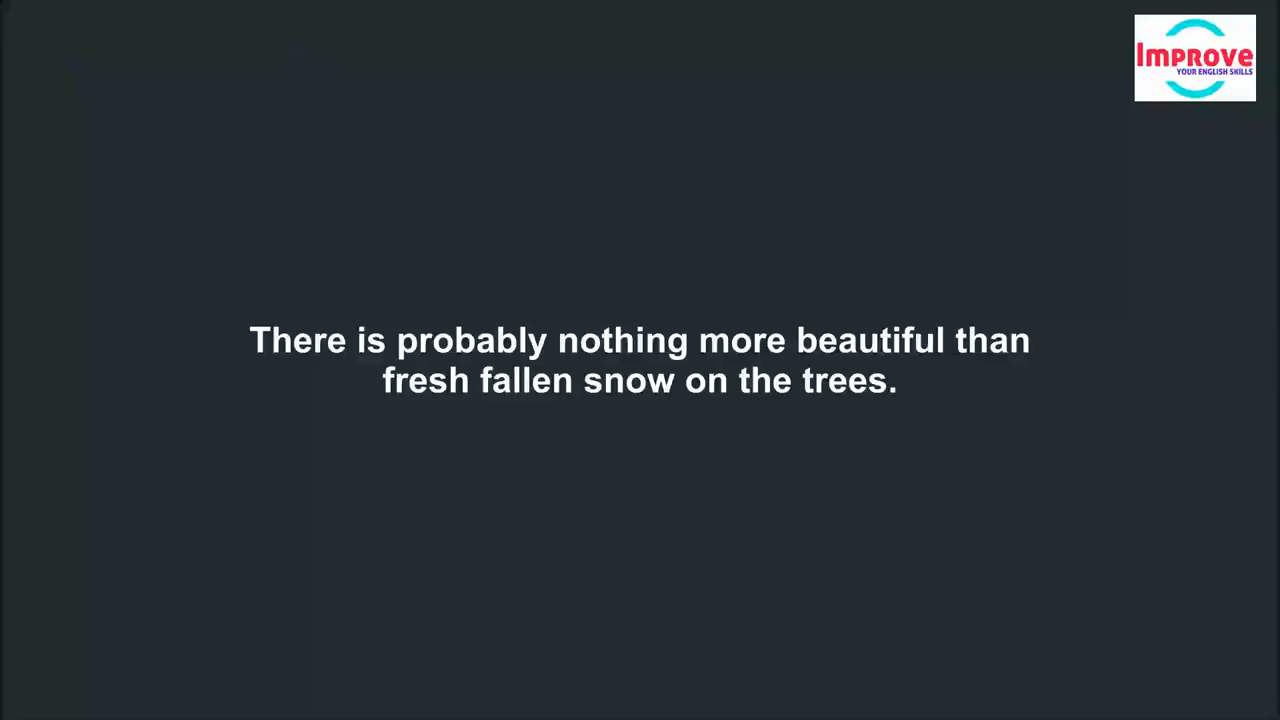 Improve
YOUR ENGLISH SKILLS
There is probably nothing more beautiful than
fresh fallen snow on the trees.